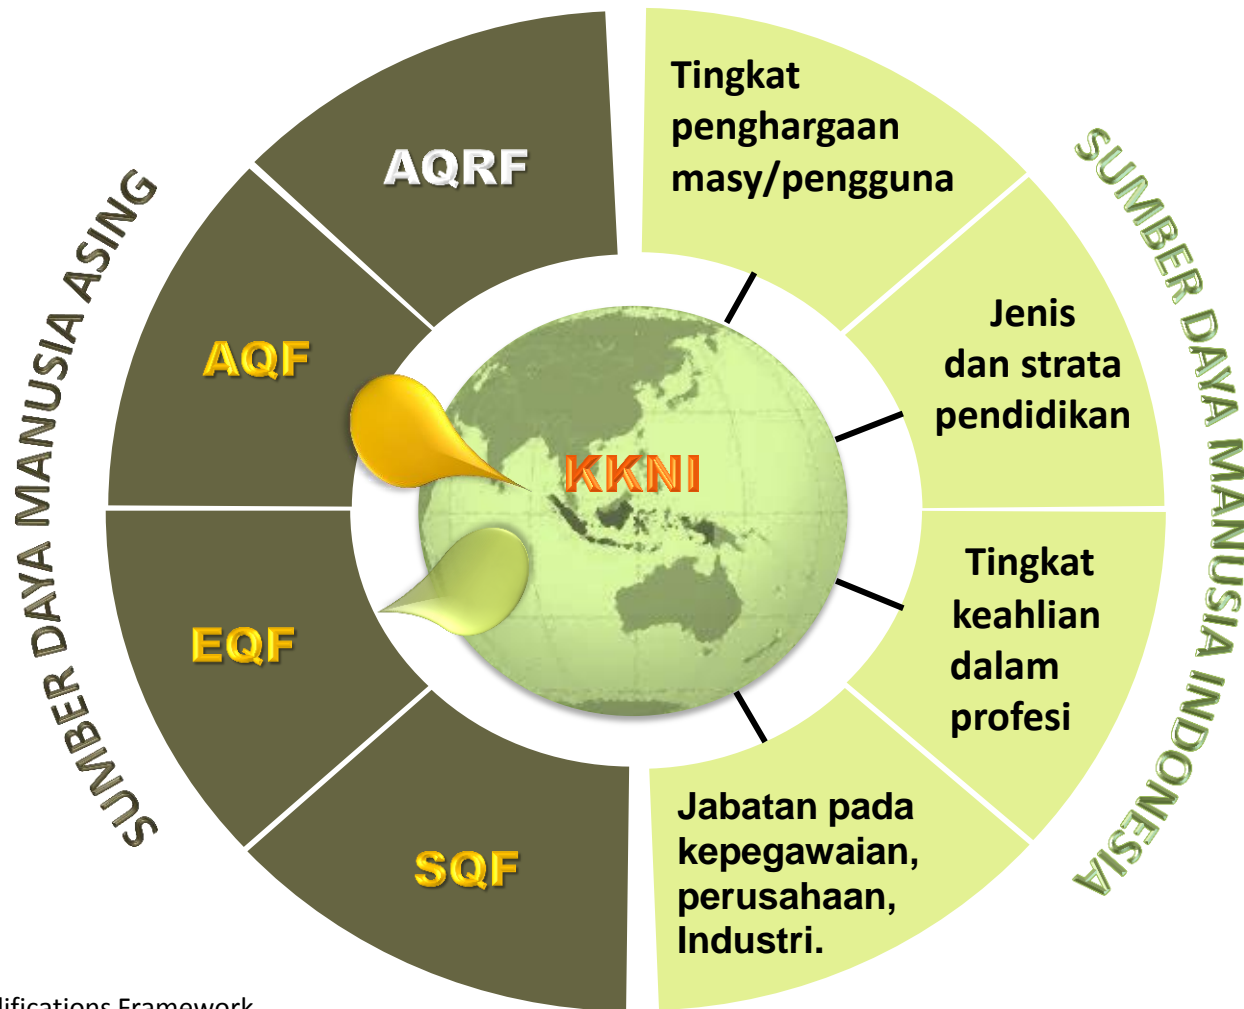 SUMBER DAYA MANUSIA ASING
AQRF
AQF
EQF
SQF
KKNI
Tingkat
penghargaan
masy/pengguna
Jenis
dan strata
pendidikan
Tingkat
keahlian
dalam
profesi
Jabatan pada
kepegawaian,
perusahaan,
Industri.
SUMBER DAYA MANUSIA INDONESIA
Framework